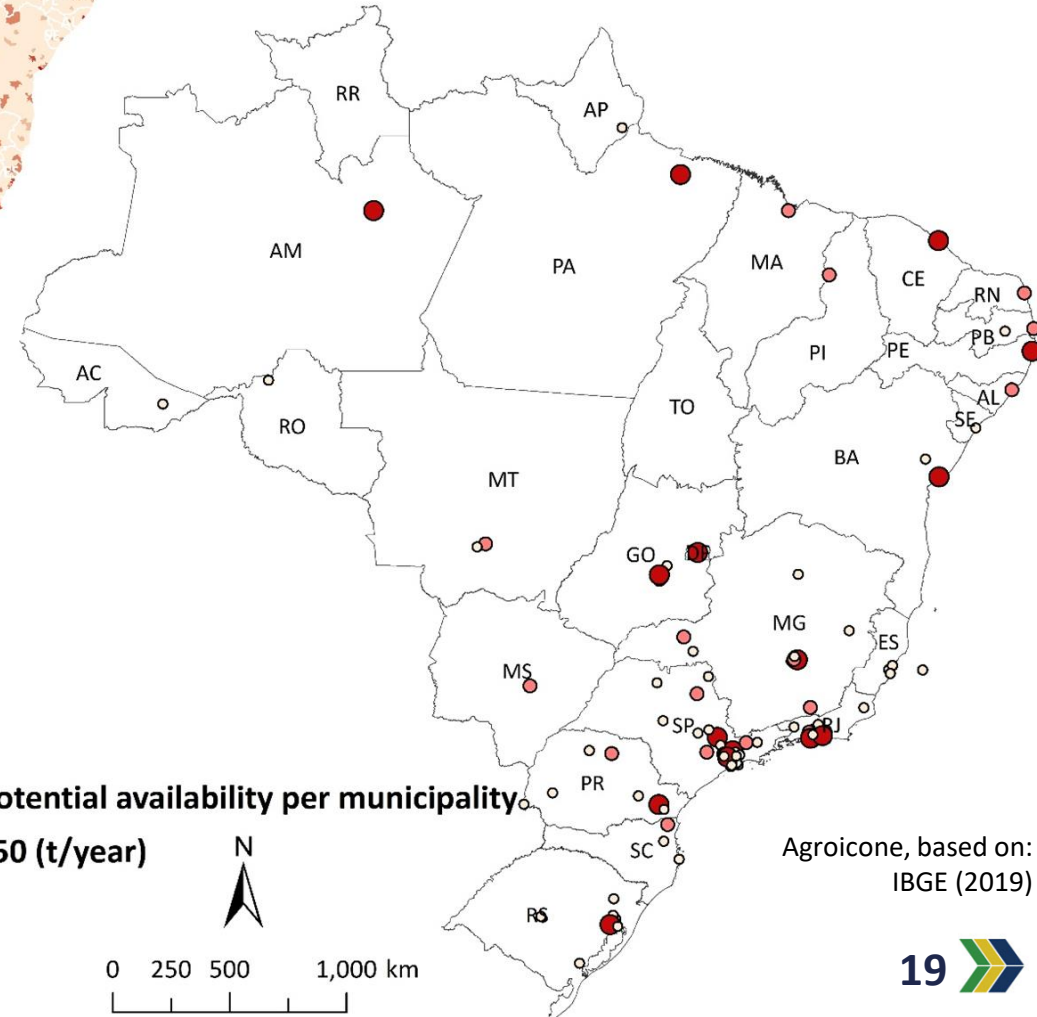 RR
AP
AM
PA
MA
CE
RN
PB
PI
PE
AC
AL
TO
SE
RO
BA
MT
GO
MG
ES
MS
SP
RJ
PR
otential availability per municipality
50 (t/year)
N
SC
Agroicone, based on:
IBGE (2019)
RS
0 250 500 1,000 km
19